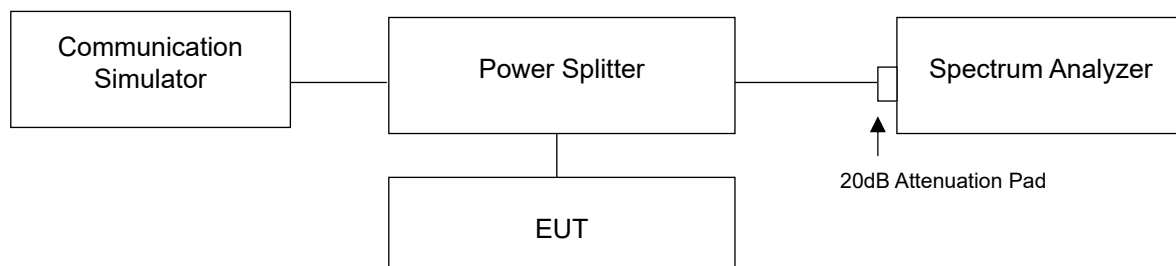 Communication
Simulator
Power Splitter
Spectrum Analyzer
20dB Attenuation Pad
EUT